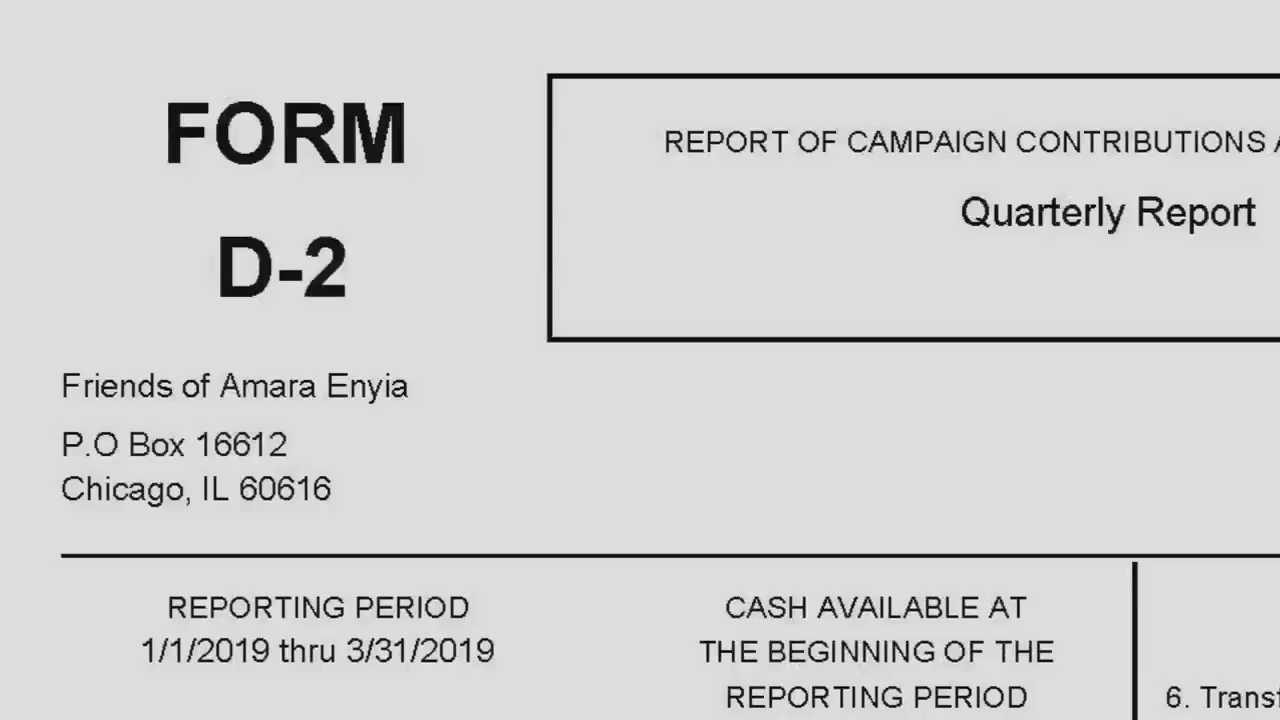 FORM
D-2
REPORT OF CAMPAIGN CONTRIBUTIONS
Quarterly Report
Friends of Amara Enyia
P.O Box 16612
Chicago, IL 60616
REPORTING PERIOD
1/1/2019 thru 3/31/2019
CASH AVAILABLE AT
THE BEGINNING OF THE
REPORTING PERIOD
6.